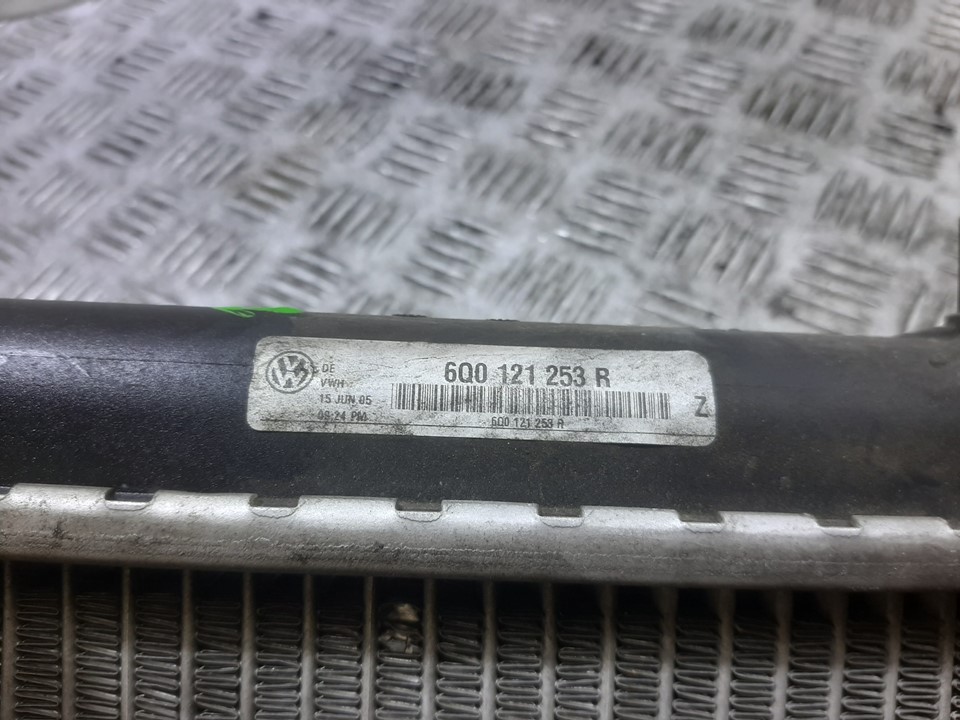 DE
VWH
15 JUN 05
08:24 PM
6Q0 121 253 R
6Q0 121 253 R
Z